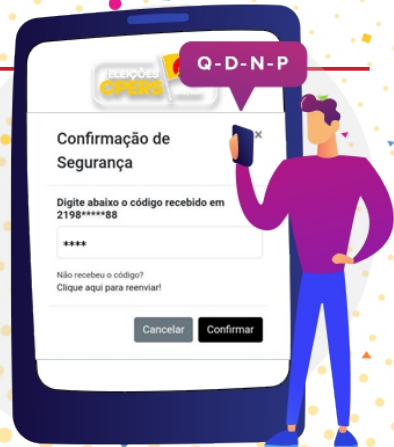 Q-D-N-P
ELEIÇÕES
CPERS
Confirmação de
Segurança
×
Digite abaixo o código recebido em
2198*****88
****
Não recebeu o código?
Clique aqui para reenviar!
Cancelar
Confirmar